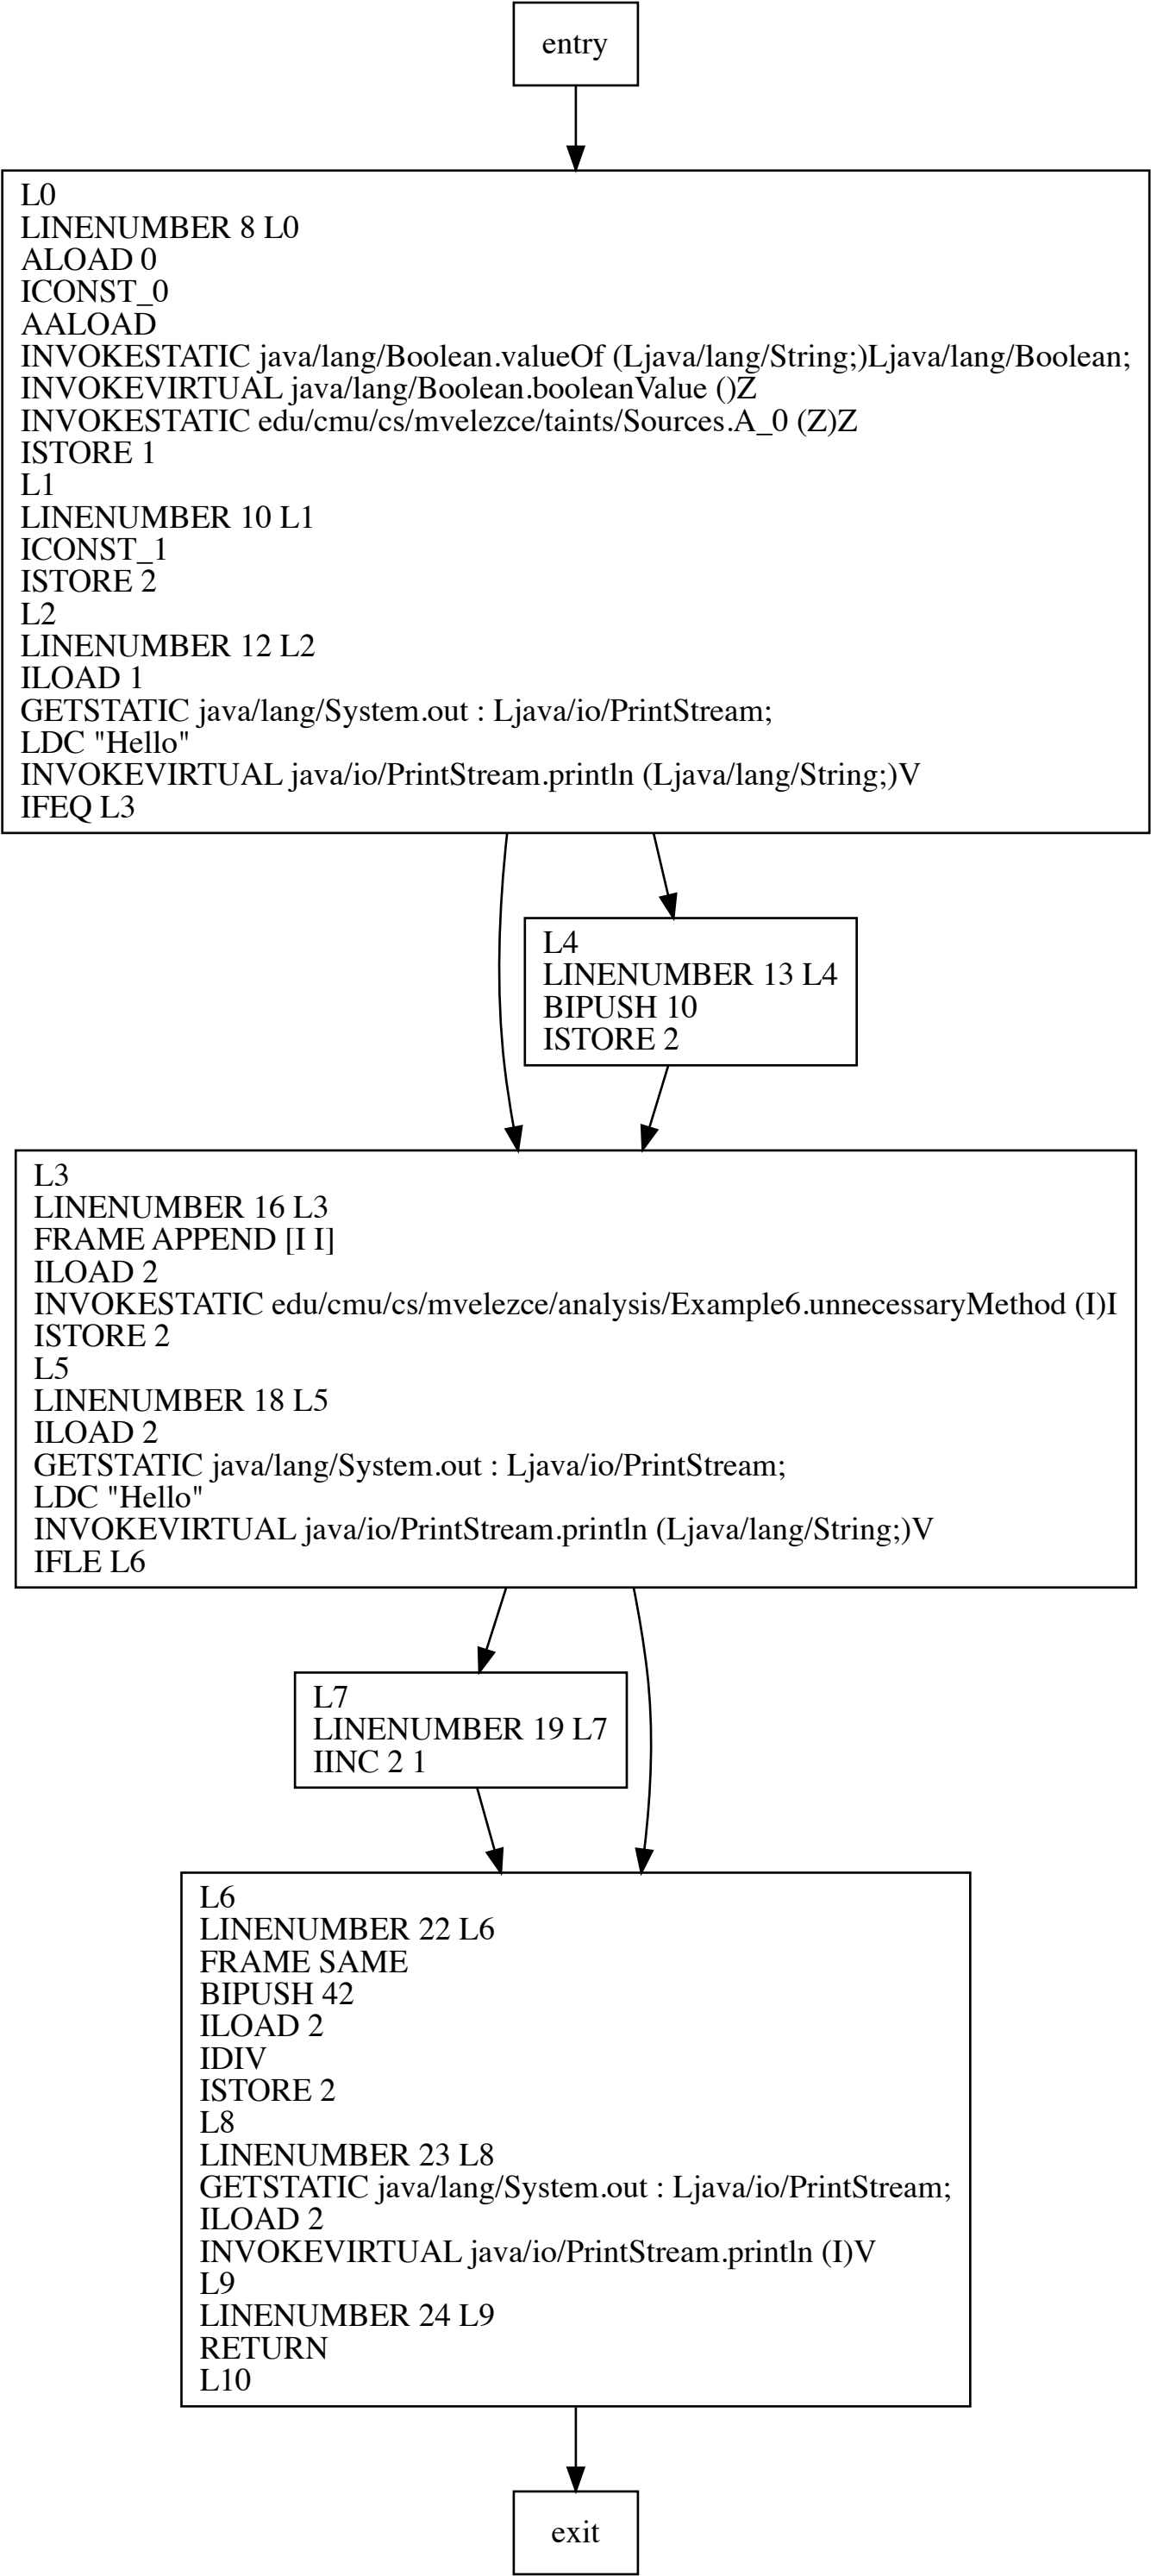 entry
L0
LINENUMBER 8 L0
ALOAD 0
ICONST_0
AALOAD
INVOKESTATIC java/lang/Boolean.valueOf (Ljava/lang/String;)Ljava/lang/Boolean;
INVOKEVIRTUAL java/lang/Boolean.booleanValue ()Z
INVOKESTATIC edu/cmu/cs/mvelezce/taints/Sources.A_0 (Z)Z
ISTORE 1
L1
LINENUMBER 10 L1
ICONST_1
ISTORE 2
L2
LINENUMBER 12 L2
ILOAD 1
GETSTATIC java/lang/System.out : Ljava/io/PrintStream;
LDC "Hello"
INVOKEVIRTUAL java/io/PrintStream.println (Ljava/lang/String;)V
IFEQ L3
L4
LINENUMBER 13 L4
BIPUSH 10
ISTORE 2
L3
LINENUMBER 16 L3
FRAME APPEND [I I]
ILOAD 2
INVOKESTATIC edu/cmu/cs/mvelezce/analysis/Example6.unnecessaryMethod (I)I
ISTORE 2
L5
LINENUMBER 18 L5
ILOAD 2
GETSTATIC java/lang/System.out : Ljava/io/PrintStream;
LDC "Hello"
INVOKEVIRTUAL java/io/PrintStream.println (Ljava/lang/String;)V
IFLE L6
L7
LINENUMBER 19 L7
IINC 2 1
L6
LINENUMBER 22 L6
FRAME SAME
BIPUSH 42
ILOAD 2
IDIV
ISTORE 2
L8
LINENUMBER 23 L8
GETSTATIC java/lang/System.out : Ljava/io/PrintStream;
ILOAD 2
INVOKEVIRTUAL java/io/PrintStream.println (I)V
L9
LINENUMBER 24 L9
RETURN
L10
exit